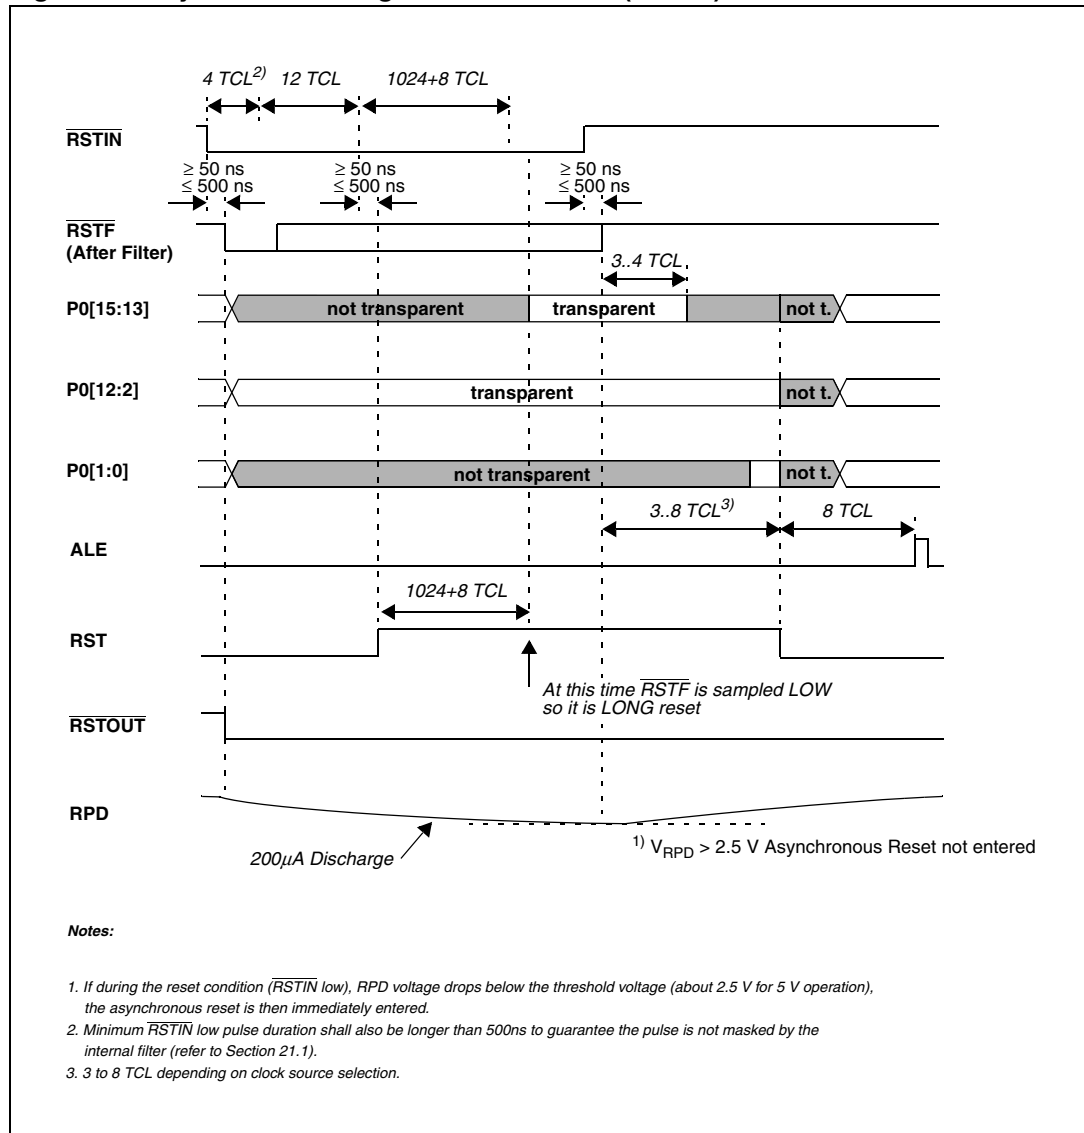 4 TCL2) 12 TCL 1024+8 TCL
RSTIN
≥ 50 ns ≥ 50 ns ≥ 50 ns
≤ 500 ns ≤ 500 ns ≤ 500 ns
RSTF
(After Filter)
3..4 TCL
P0[15:13] not transparent transparent not t.
P0[12:2] transparent not t.
P0[1:0] not transparent not t.
3..8 TCL3) 8 TCL
ALE
1024+8 TCL
RST
At this time RSTF is sampled LOW
so it is LONG reset
RSTOUT
RPD
200µA Discharge
1) VRPD > 2.5 V Asynchronous Reset not entered
Notes:
1. If during the reset condition (RSTIN low), RPD voltage drops below the threshold voltage (about 2.5 V for 5 V operation),
the asynchronous reset is then immediately entered.
2. Minimum RSTIN low pulse duration shall also be longer than 500ns to guarantee the pulse is not masked by the
internal filter (refer to Section 21.1).
3. 3 to 8 TCL depending on clock source selection.